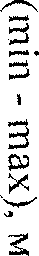 (min - max), м